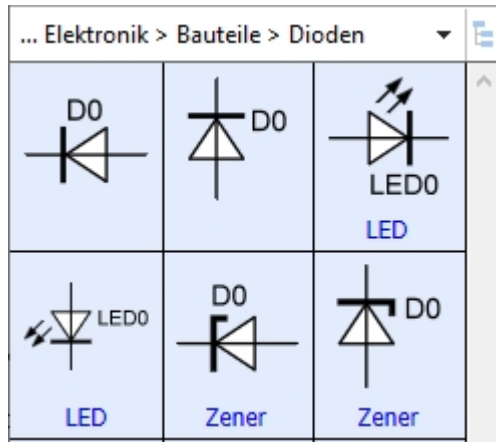 ... Elektronik > Bauteile > Dioden
D0
D0
LED0
LED
LED0
LED
D0
Zener
D0
Zener